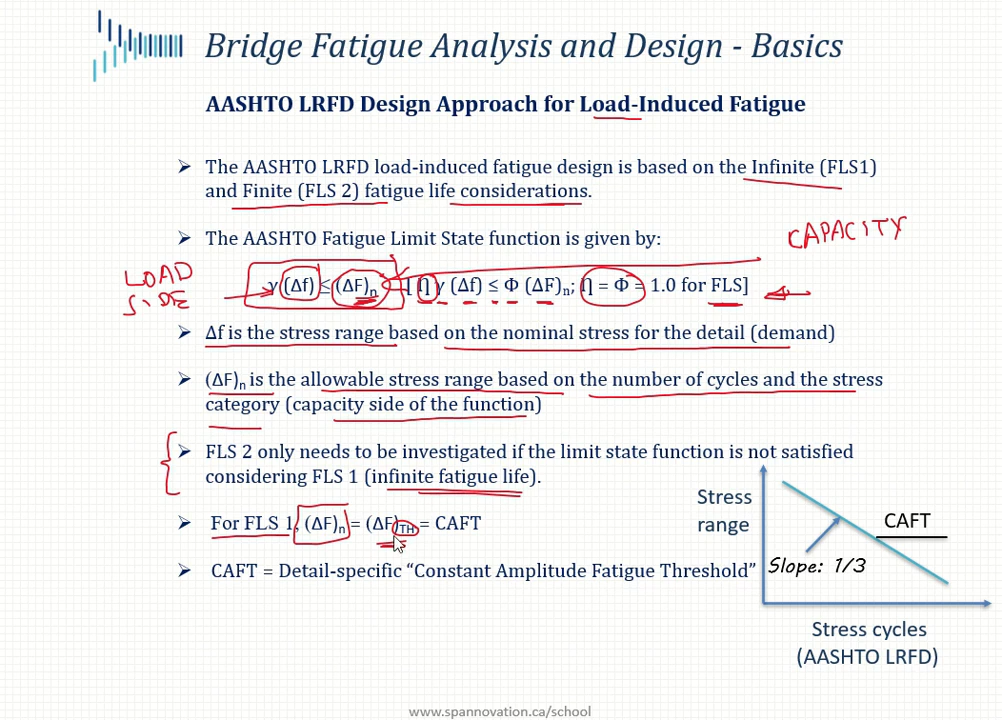 Bridge Fatigue Analysis and Design - Basics
AASHTO LRFD Design Approach for Load-Induced Fatigue
➢ The AASHTO LRFD load-induced fatigue design is based on the Infinite (FLS1)
and Finite (FLS 2) fatigue life considerations.
➢ The AASHTO Fatigue Limit State function is given by:
CAPACITY
LOAD
SIDE
γ (Δf) ≤ (ΔF)n [ η γ (Δf) ≤ Φ (ΔF)n; η = Φ = 1.0 for FLS]
➢ Δf is the stress range based on the nominal stress for the detail (demand)
➢ (ΔF)n is the allowable stress range based on the number of cycles and the stress
category (capacity side of the function)
➢ FLS 2 only needs to be investigated if the limit state function is not satisfied
considering FLS 1 (infinite fatigue life).
➢ For FLS 1, (ΔF)n = (ΔF)TH = CAFT
➢ CAFT = Detail-specific “Constant Amplitude Fatigue Threshold”
Stress
range
CAFT
Slope: 1/3
Stress cycles
(AASHTO LRFD)
www.spannovation.ca/school